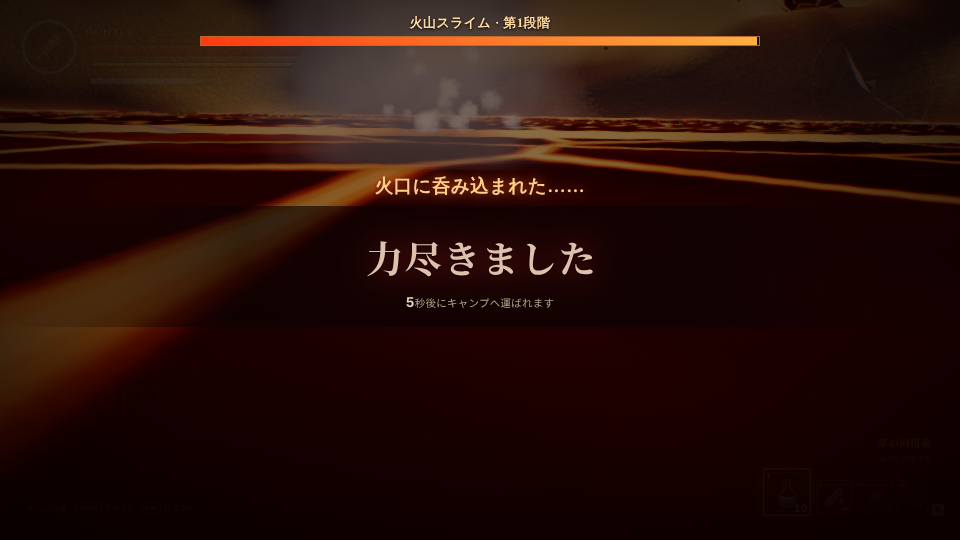 火山スライム · 第1段階
火口に呑み込まれた……
力尽きました
5秒後にキャンプへ運ばれます
10